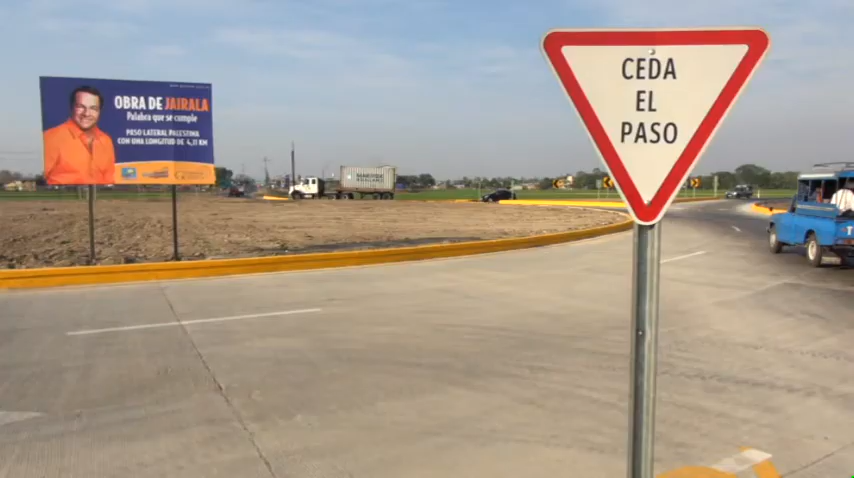 OBRA DE JAIRALA
Palabra que se cumple
PASO LATERAL PALESTINA
CON UNA LONGITUD DE 4,31 KM
CEDA
EL
PASO